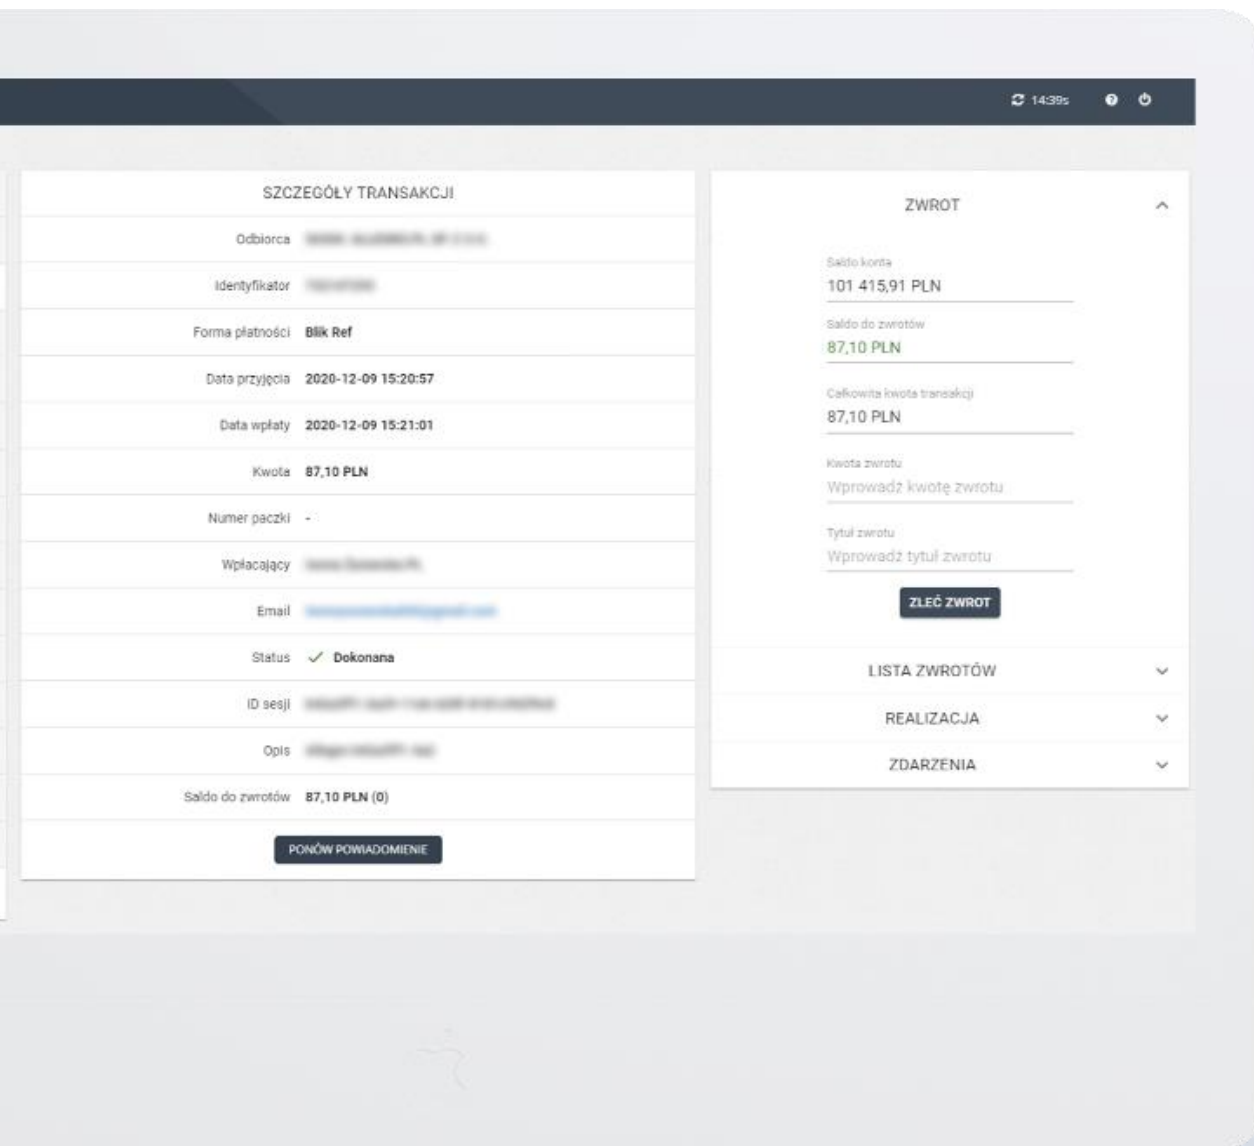 14:39s
SZCZEGÓŁY TRANSAKCJI
Odbiorca
Identyfikator
Forma płatności Blik Ref
Data przyjęcia 2020-12-09 15:20:57
Data wpłaty 2020-12-09 15:21:01
Kwota 87,10 PLN
Numer paczki -
Wpłacający
Email
Status Dokonana
ID sesji
Opis
Saldo do zwrotów 87,10 PLN (0)
PONÓW POWIADOMIENIE
ZWROT
Saldo konta
101 415,91 PLN
Saldo do zwrotów
87,10 PLN
Całkowita kwota transakcji
87,10 PLN
Kwota zwrotu
Wprowadź kwotę zwrotu
Tytuł zwrotu
Wprowadź tytuł zwrotu
ZLEĆ ZWROT
LISTA ZWROTÓW
REALIZACJA
ZDARZENIA